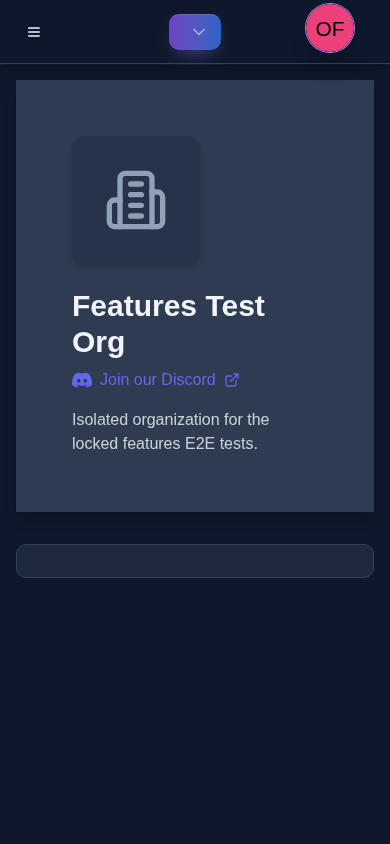 OF
Features Test
Org
Join our Discord
Isolated organization for the
locked features E2E tests.